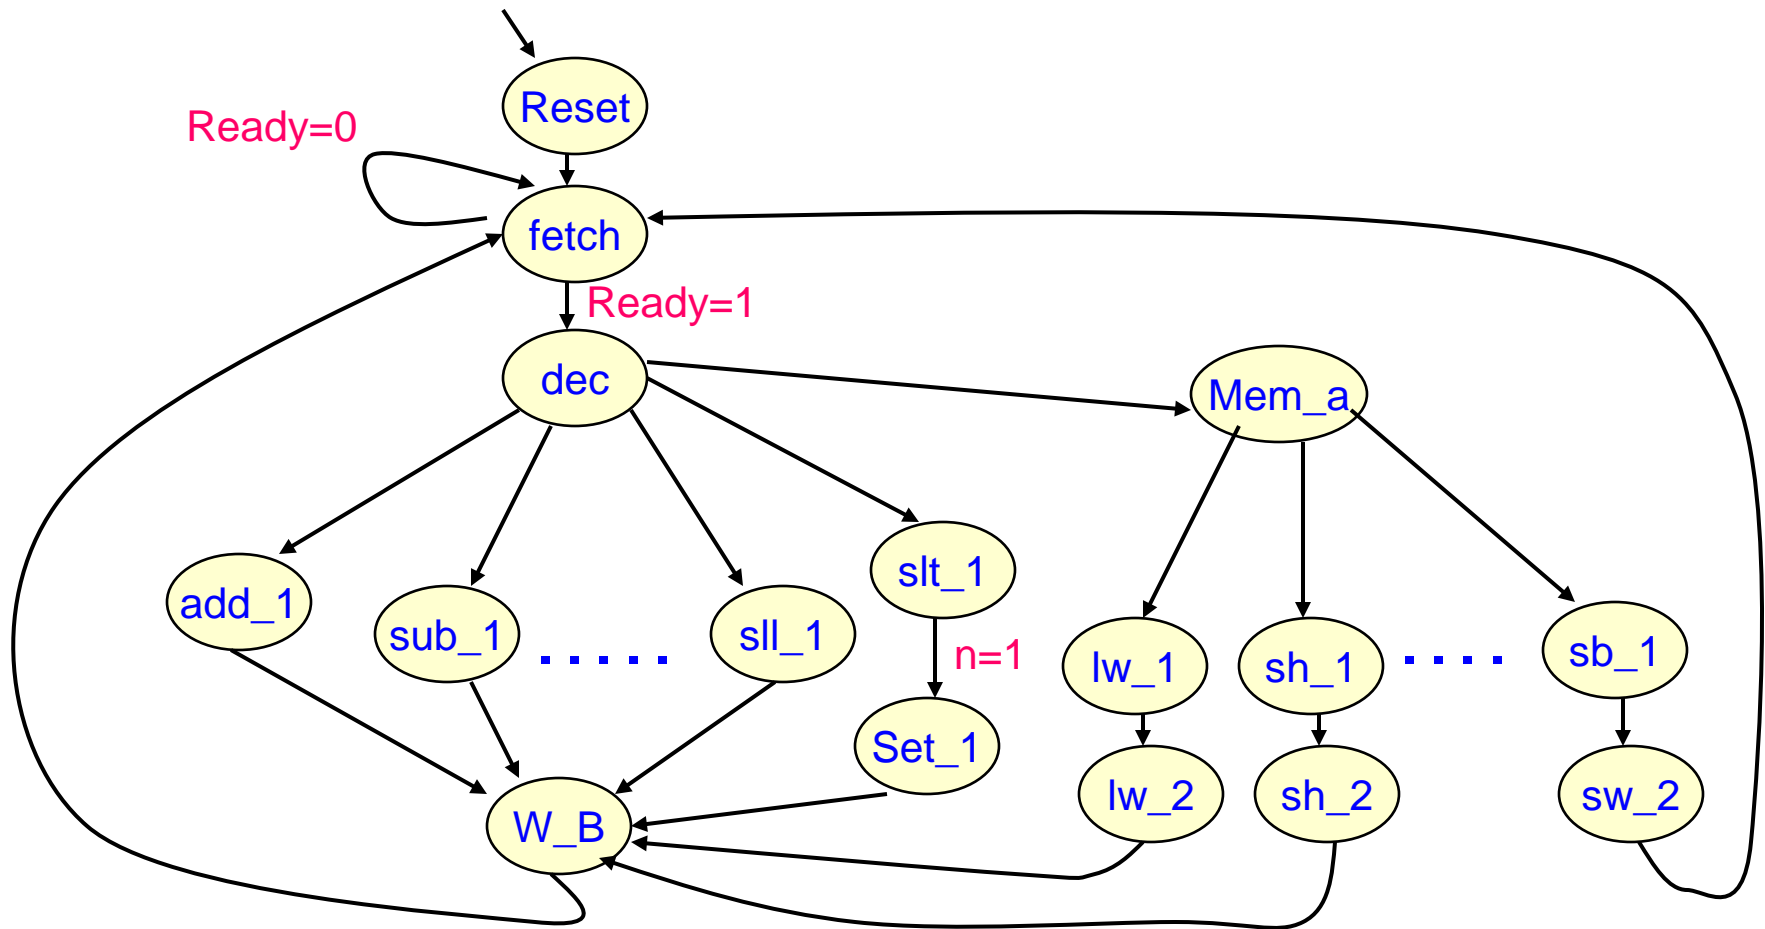 Reset
Ready=0
fetch
Ready=1
dec
Mem_a
add_1
sub_1
sll_1
slt_1
n=1
lw_1
sh_1
sb_1
Set_1
lw_2
sh_2
sw_2
W_B